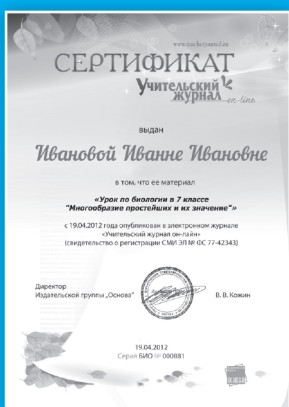 www.teacherjournal.ru
СЕРТИФИКАТ
Учительский
журнал on-line
выдан
Ивановой Иванне Ивановне
в том, что ее материал
«Урок по биологии в 7 классе
"Многообразие простейших и их значение"»
с 19.04.2012 года опубликован в электронном журнале
«Учительский журнал он-лайн»
(свидетельство о регистрации СМИ ЭЛ № ФС 77-42343)
Директор
Издательской группы „Основа"
В. В. Кожин
19.04.2012
Серия БИО № 000881